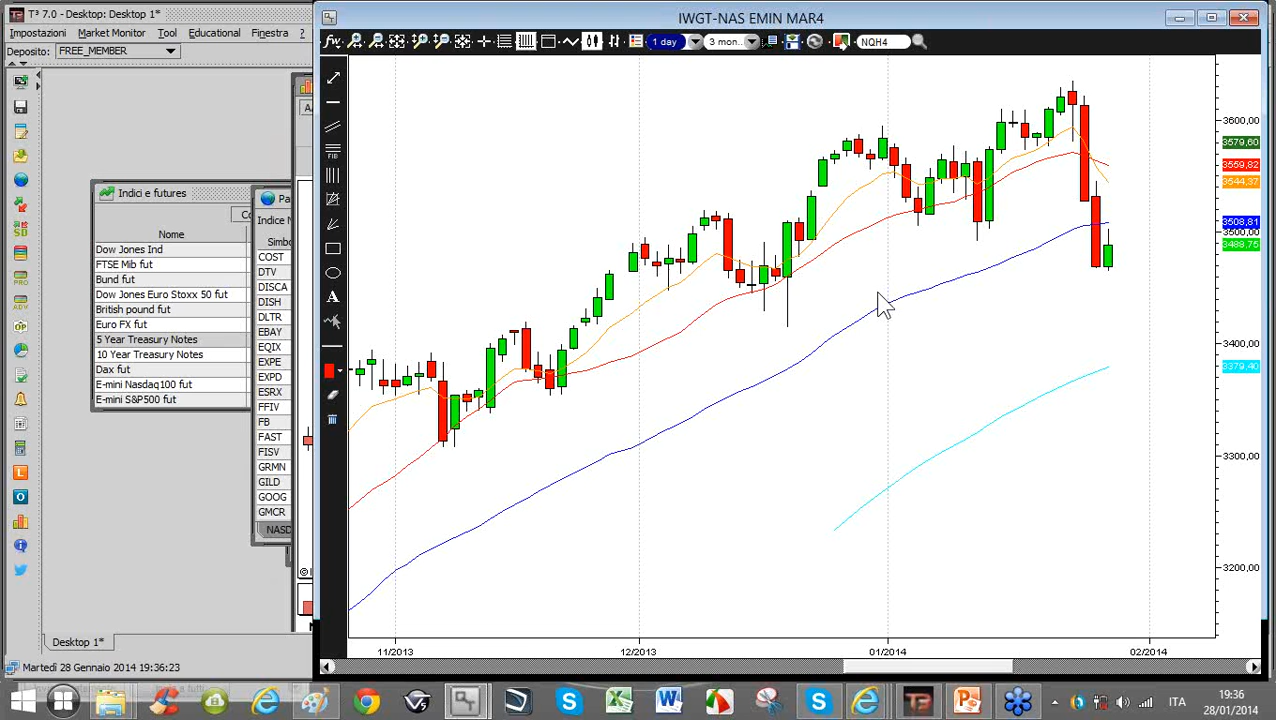 T³ 7.0 - Desktop: Desktop 1*
Impostazioni Market Monitor Tool Educational Finestra ?
Deposito: FREE_MEMBER
IWGT-NAS EMIN MAR4
1 day 3 mon... NQH4
FIB
A
Indici e futures
Nome
Dow Jones Ind
FTSE Mib fut
Bund fut
Dow Jones Euro Stoxx 50 fut
British pound fut
Euro FX fut
5 Year Treasury Notes
10 Year Treasury Notes
Dax fut
E-mini Nasdaq100 fut
E-mini S&P500 fut
Indice N
Simbo
COST
DTV
DISCA
DISH
DLTR
EBAY
EQIX
EXPE
EXPD
ESRX
FFIV
FB
FAST
FISV
GRMN
GILD
GOOG
GMCR
NASD
3600,00
3579,60
3559,82
3544,37
3508,81
3500,00
3489,75
3400,00
3379,40
3300,00
3200,00
11/2013 12/2013 01/2014 02/2014
Desktop 1*
Martedì 28 Gennaio 2014 19:36:23
ITA
19:36
28/01/2014